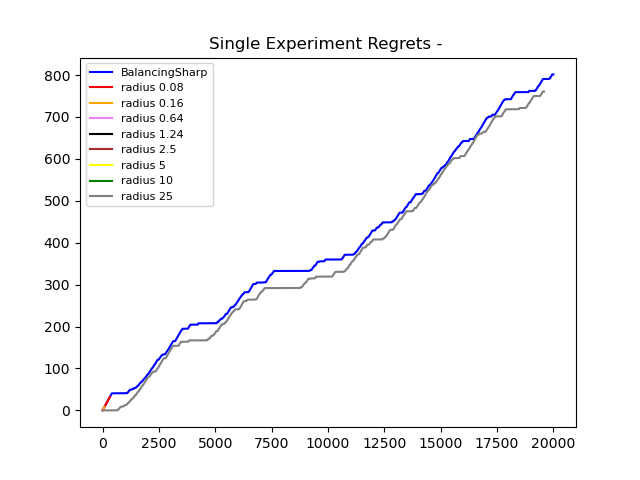 Single Experiment Regrets -
800
700
600
500
400
300
200
100
0
BalancingSharp
radius 0.08
radius 0.16
radius 0.64
radius 1.24
radius 2.5
radius 5
radius 10
radius 25
0 2500 5000 7500 10000 12500 15000 17500 20000